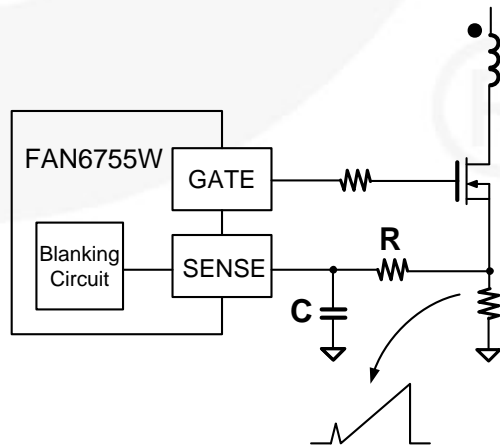 FAN6755W
GATE
Blanking
Circuit
SENSE
R
C